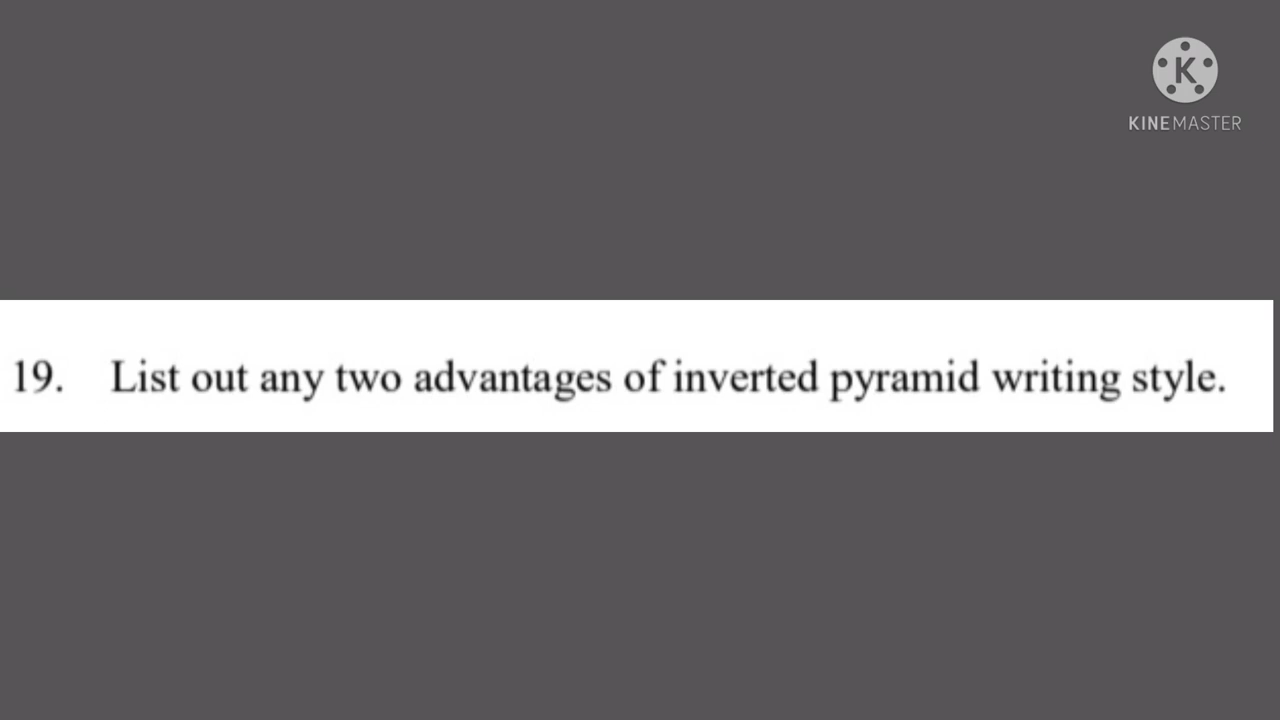 K
KINEMASTER
19. List out any two advantages of inverted pyramid writing style.